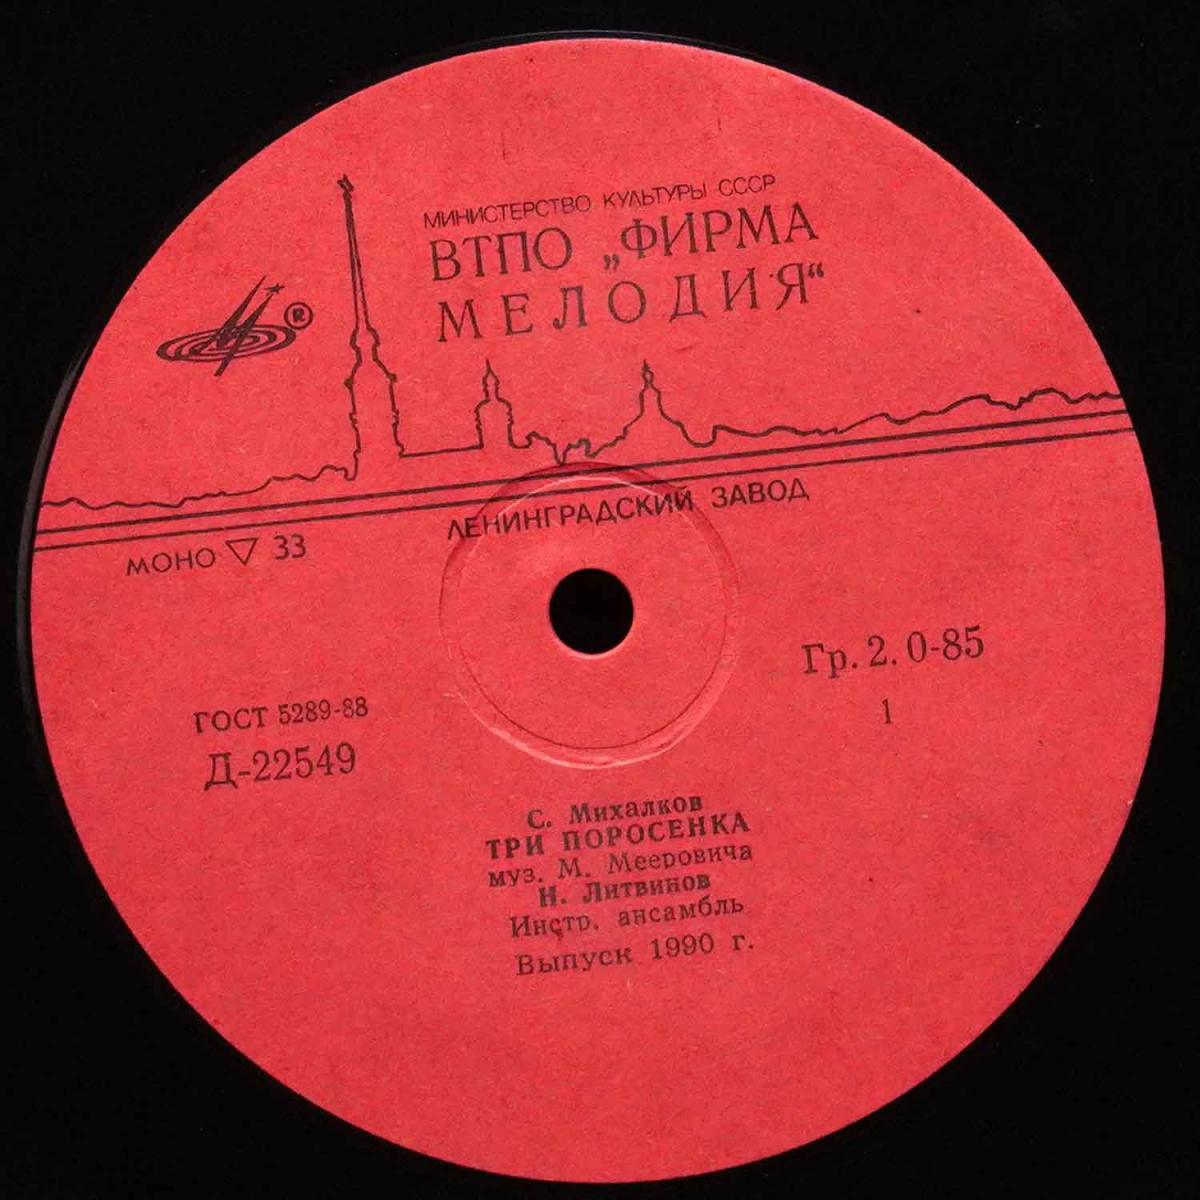 МИНИСТЕРСТВО КУЛЬТУРЫ СССР
ВТПО „ФИРМА
МЕЛОДИЯ“
®
ЛЕНИНГРАДСКИЙ ЗАВОД
МОНО ▽ 33
Гр. 2. 0-85
1
ГОСТ 5289-88
Д-22549
С. Михалков
ТРИ ПОРОСЕНКА
муз. М. Мееровича
Н. Литвинов
Инстр. ансамбль
Выпуск 1990 г.